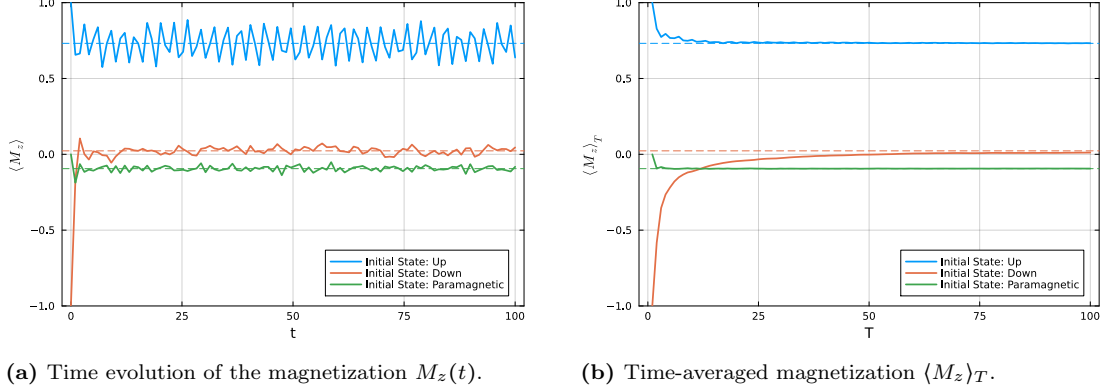 1.0
0.5
0.0
−0.5
−1.0
⟨M_z⟩
0
25
50
75
100
t
Initial State: Up
Initial State: Down
Initial State: Paramagnetic
(a) Time evolution of the magnetization M_z(t).
1.0
0.5
0.0
−0.5
−1.0
⟨M_z⟩_T
0
25
50
75
100
T
Initial State: Up
Initial State: Down
Initial State: Paramagnetic
(b) Time-averaged magnetization ⟨M_z⟩_T.